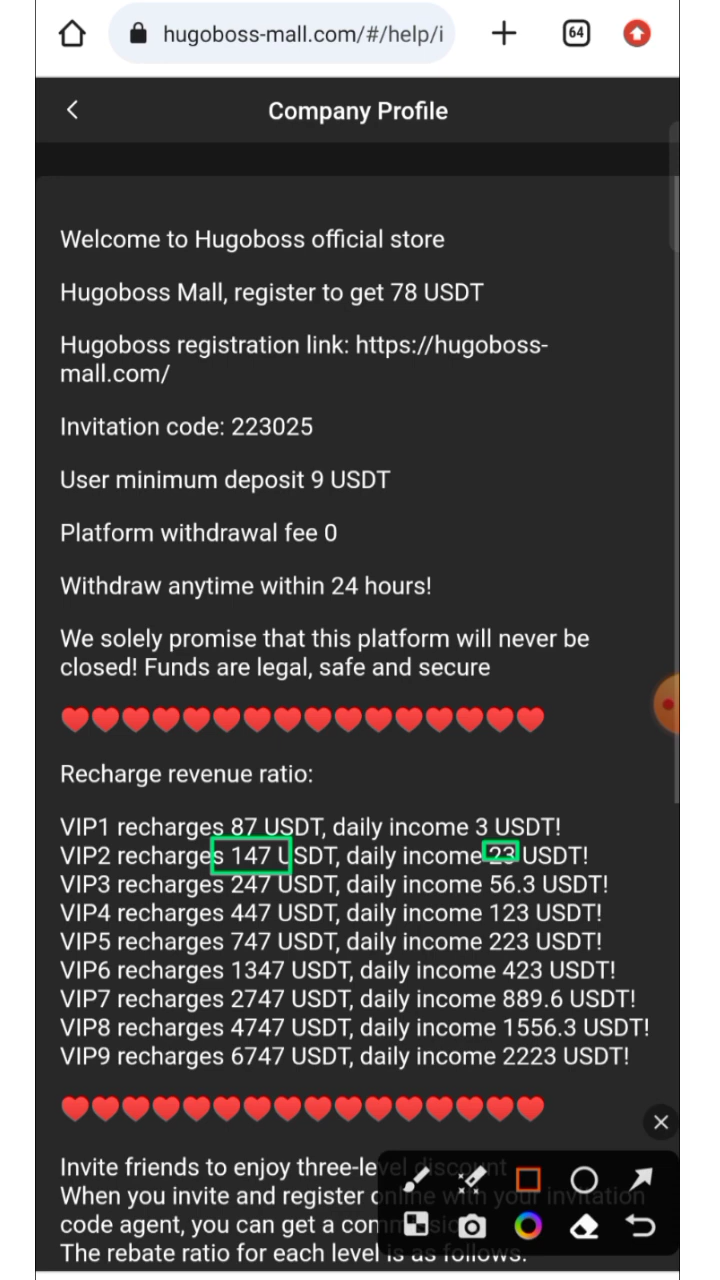 hugoboss-mall.com/#/help/i
64
Company Profile
Welcome to Hugoboss official store
Hugoboss Mall, register to get 78 USDT
Hugoboss registration link: https://hugoboss-
mall.com/
Invitation code: 223025
User minimum deposit 9 USDT
Platform withdrawal fee 0
Withdraw anytime within 24 hours!
We solely promise that this platform will never be
closed! Funds are legal, safe and secure
Recharge revenue ratio:
VIP1 recharges 87 USDT, daily income 3 USDT!
VIP2 recharges 147 USDT, daily income 23 USDT!
VIP3 recharges 247 USDT, daily income 56.3 USDT!
VIP4 recharges 447 USDT, daily income 123 USDT!
VIP5 recharges 747 USDT, daily income 223 USDT!
VIP6 recharges 1347 USDT, daily income 423 USDT!
VIP7 recharges 2747 USDT, daily income 889.6 USDT!
VIP8 recharges 4747 USDT, daily income 1556.3 USDT!
VIP9 recharges 6747 USDT, daily income 2223 USDT!
Invite friends to enjoy three-level discount
When you invite and register online with your invitation
code agent, you can get a commission
The rebate ratio for each level is as follows.